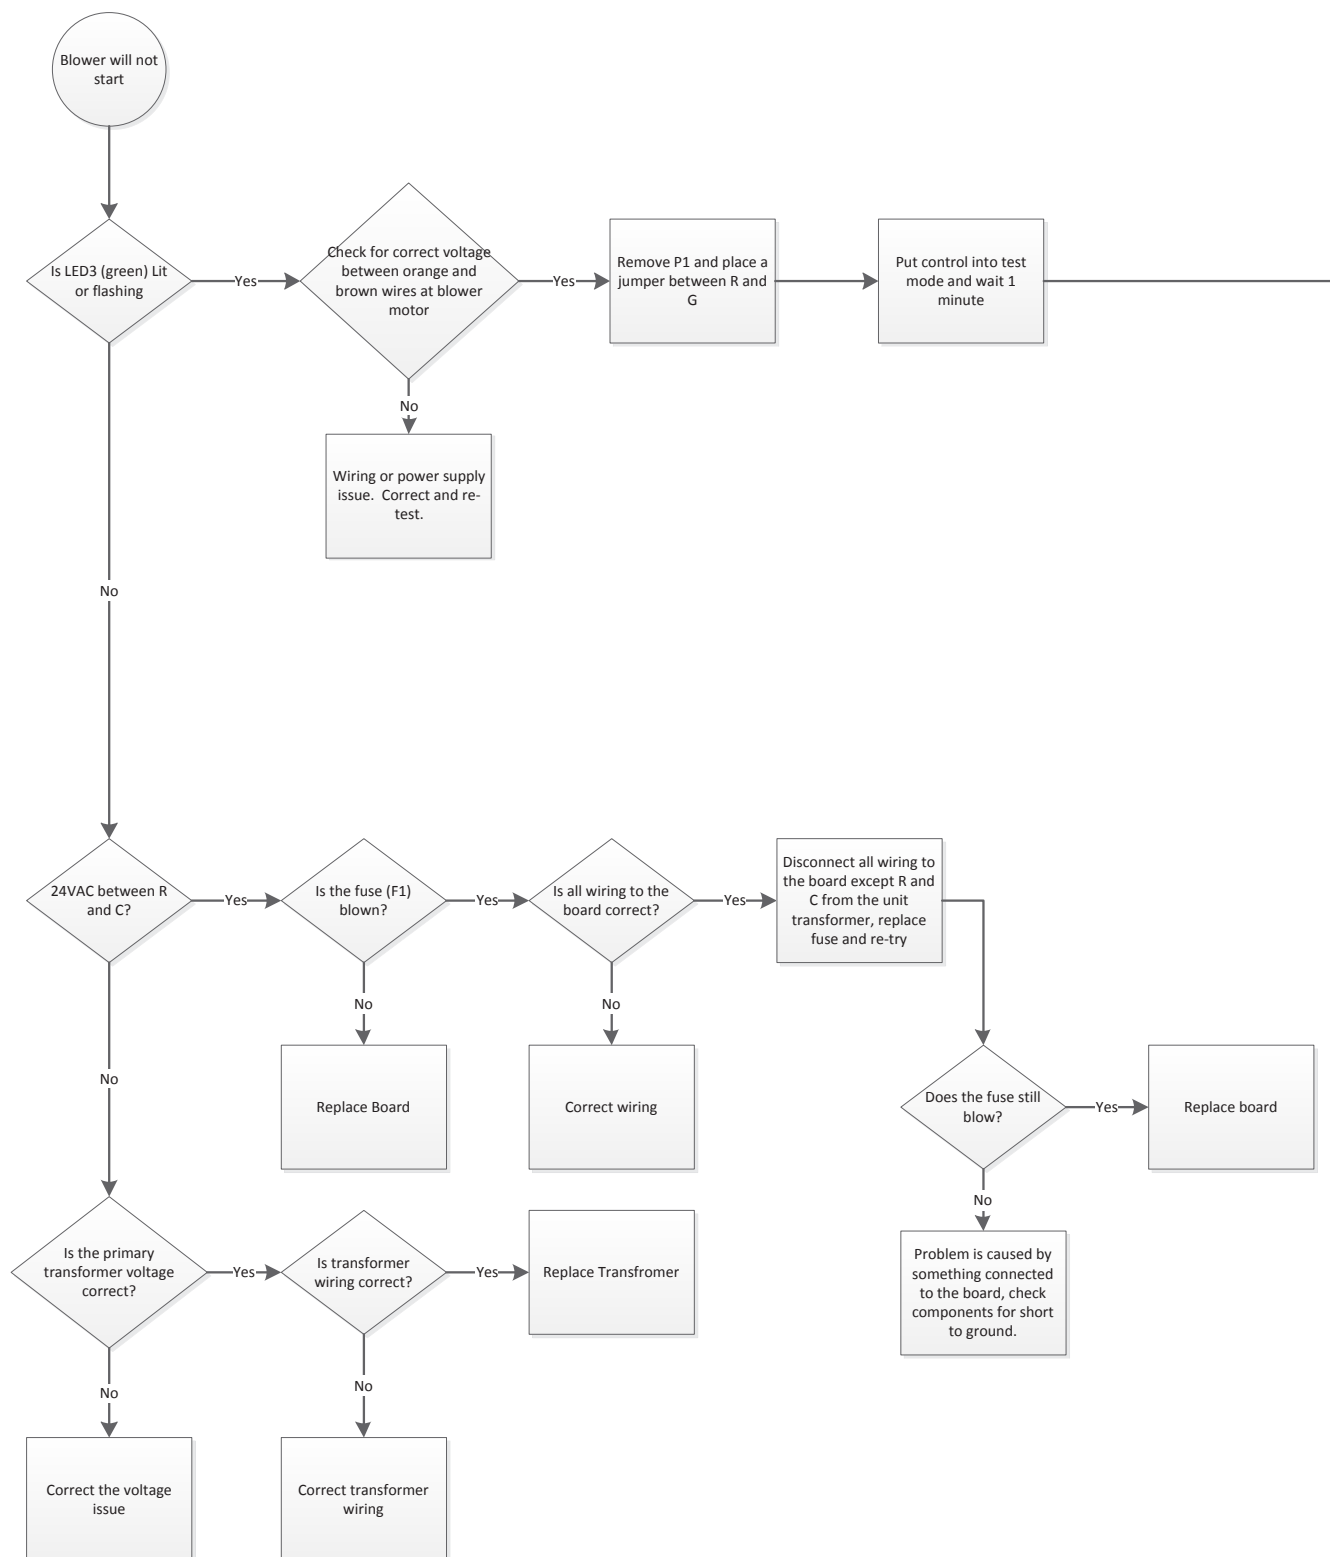 Blower will not
start
Is LED3 (green) Lit
or flashing
Yes
Check for correct voltage
between orange and
brown wires at blower
motor
Yes
Remove P1 and place a
jumper between R and
G
Put control into test
mode and wait 1
minute
No
Wiring or power supply
issue.  Correct and re-
test.
No
24VAC between R
and C?
Yes
Is the fuse (F1)
blown?
Yes
Is all wiring to the
board correct?
Yes
Disconnect all wiring to
the board except R and
C from the unit
transformer, replace
fuse and re-try
No
Replace Board
No
Correct wiring
Does the fuse still
blow?
Yes
Replace board
No
Problem is caused by
something connected
to the board, check
components for short
to ground.
No
Is the primary
transformer voltage
correct?
Yes
Is transformer
wiring correct?
Yes
Replace Transfromer
No
Correct the voltage
issue
No
Correct transformer
wiring